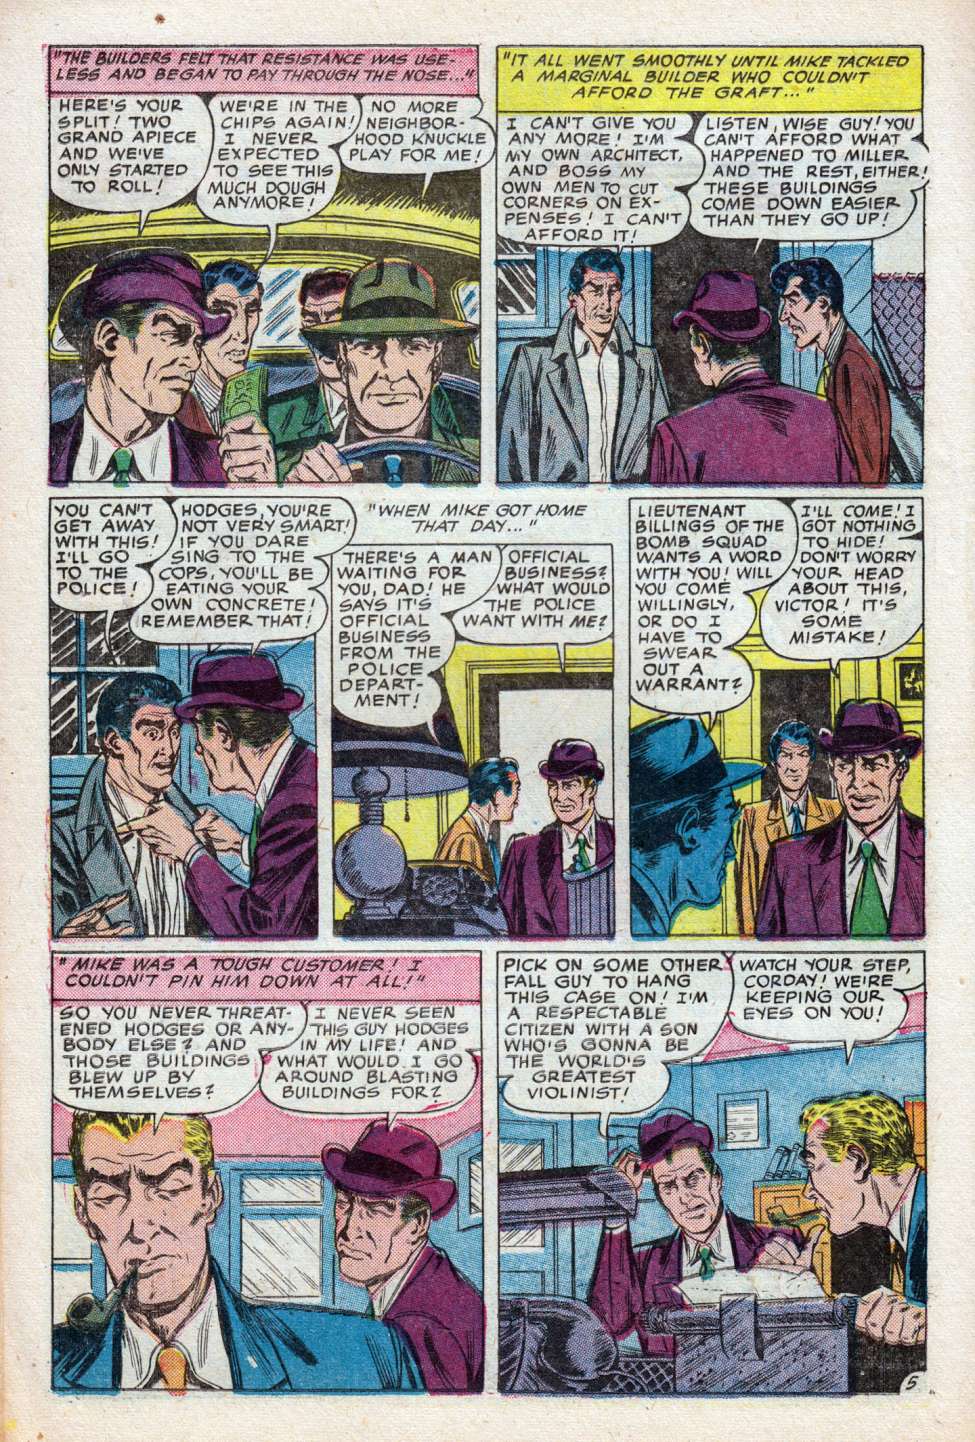 "THE BUILDERS FELT THAT RESISTANCE WAS USE-
LESS AND BEGAN TO PAY THROUGH THE NOSE..."
HERE'S YOUR
SPLIT! TWO
GRAND APIECE
AND WE'VE
ONLY STARTED
TO ROLL!
WE'RE IN THE
CHIPS AGAIN!
I NEVER
EXPECTED
TO SEE THIS
MUCH DOUGH
ANYMORE!
NO MORE
NEIGHBOR-
HOOD KNUCKLE
PLAY FOR ME!
"IT ALL WENT SMOOTHLY UNTIL MIKE TACKLED
A MARGINAL BUILDER WHO COULDN'T
AFFORD THE GRAFT..."
I CAN'T GIVE YOU
ANY MORE! I'M
MY OWN ARCHITECT,
AND BOSS MY
OWN MEN TO CUT
CORNERS ON EX-
PENSES! I CAN'T
AFFORD IT!
LISTEN, WISE GUY! YOU
CAN'T AFFORD WHAT
HAPPENED TO MILLER
AND THE REST, EITHER!
THESE BUILDINGS
COME DOWN EASIER
THAN THEY GO UP!
YOU CAN'T
GET AWAY
WITH THIS!
I'LL GO
TO THE
POLICE!
HODGES, YOU'RE
NOT VERY SMART!
IF YOU DARE
SING TO THE
COPS, YOU'LL BE
EATING YOUR
OWN CONCRETE!
REMEMBER THAT!
"WHEN MIKE GOT HOME
THAT DAY..."
THERE'S A MAN
WAITING FOR
YOU, DAD! HE
SAYS IT'S
OFFICIAL
BUSINESS
FROM THE
POLICE
DEPART-
MENT!
OFFICIAL
BUSINESS?
WHAT WOULD
THE POLICE
WANT WITH ME?
LIEUTENANT
BILLINGS OF THE
BOMB SQUAD
WANTS A WORD
WITH YOU! WILL
YOU COME
WILLINGLY,
OR DO I
HAVE TO
SWEAR
OUT A
WARRANT?
I'LL COME! I
GOT NOTHING
TO HIDE!
DON'T WORRY
YOUR HEAD
ABOUT THIS,
VICTOR! IT'S
SOME
MISTAKE!
"MIKE WAS A TOUGH CUSTOMER! I
COULDN'T PIN HIM DOWN AT ALL!"
SO YOU NEVER THREAT-
ENED HODGES OR ANY-
BODY ELSE? AND
THOSE BUILDINGS
BLEW UP BY
THEMSELVES?
I NEVER SEEN
THIS GUY HODGES
IN MY LIFE! AND
WHAT WOULD I GO
AROUND BLASTING
BUILDINGS FOR?
PICK ON SOME OTHER
FALL GUY TO HANG
THIS CASE ON! I'M
A RESPECTABLE
CITIZEN WITH A SON
WHO'S GONNA BE
THE WORLD'S
GREATEST
VIOLINIST!
WATCH YOUR STEP,
CORDAY! WE'RE
KEEPING OUR
EYES ON YOU!
5